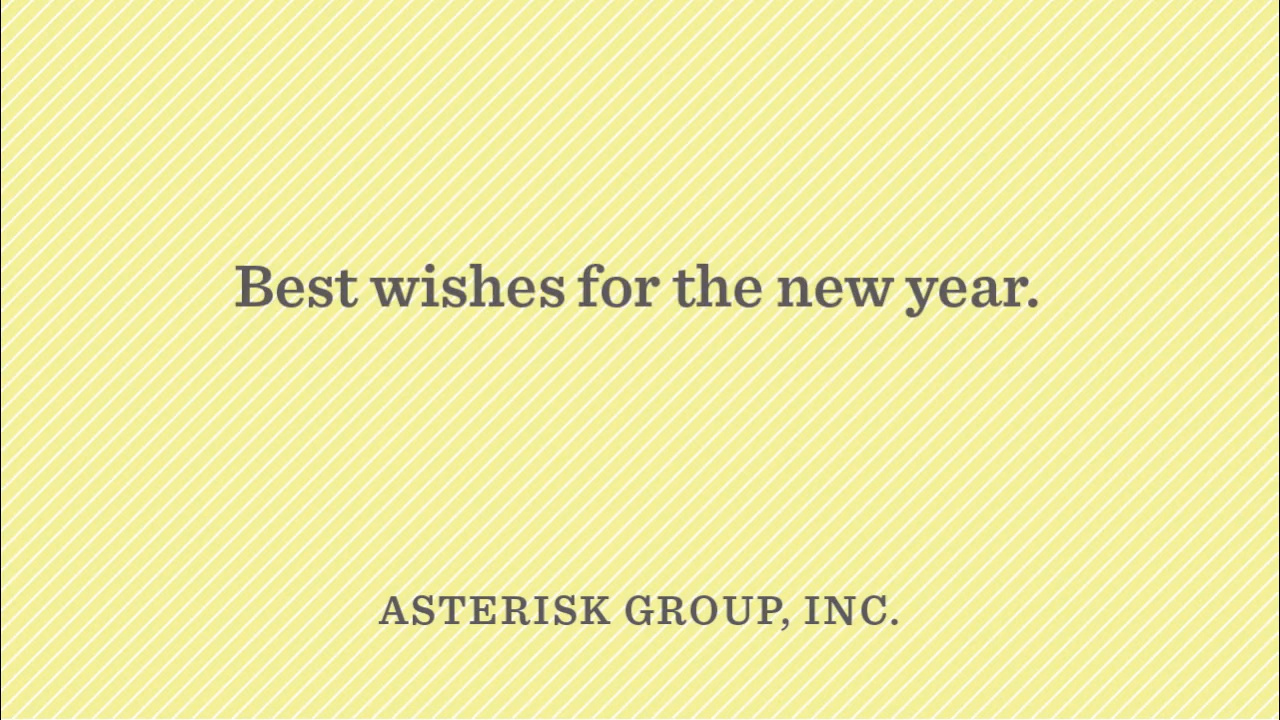 Best wishes for the new year.
ASTERISK GROUP, INC.